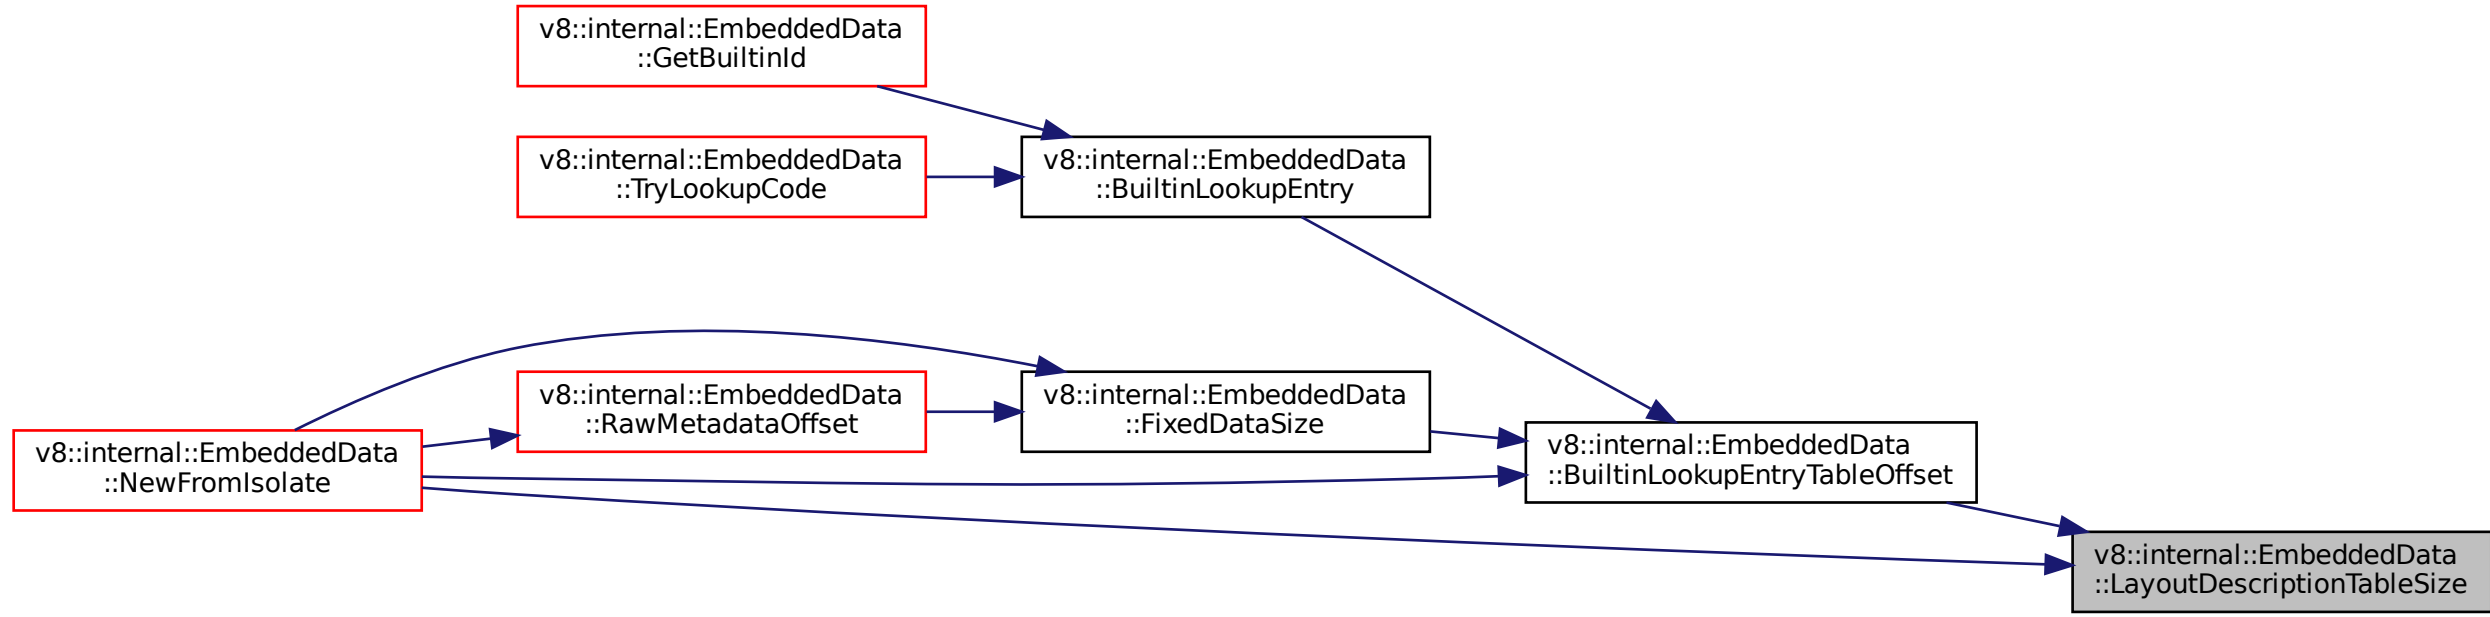 v8::internal::EmbeddedData
::GetBuiltinId
v8::internal::EmbeddedData
::TryLookupCode
v8::internal::EmbeddedData
::BuiltinLookupEntry
v8::internal::EmbeddedData
::RawMetadataOffset
v8::internal::EmbeddedData
::FixedDataSize
v8::internal::EmbeddedData
::NewFromIsolate
v8::internal::EmbeddedData
::BuiltinLookupEntryTableOffset
v8::internal::EmbeddedData
::LayoutDescriptionTableSize